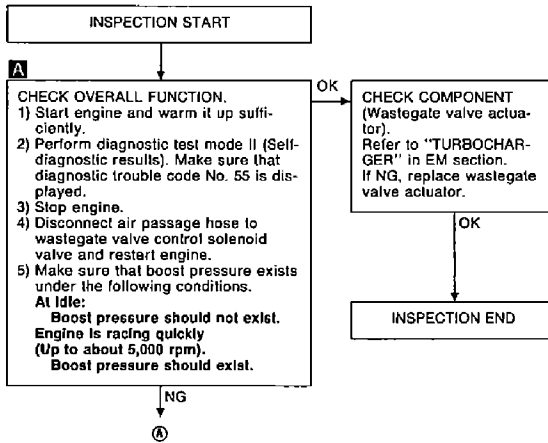 INSPECTION START
A
CHECK OVERALL FUNCTION.
1) Start engine and warm it up suffi-
ciently.
2) Perform diagnostic test mode II (Self-
diagnostic results). Make sure that
diagnostic trouble code No. 55 is dis-
played.
3) Stop engine.
4) Disconnect air passage hose to
wastegate valve control solenoid
valve and restart engine.
5) Make sure that boost pressure exists
under the following conditions.
At idle:
Boost pressure should not exist.
Engine is racing quickly
(Up to about 5,000 rpm).
Boost pressure should exist.
OK
CHECK COMPONENT
(Wastegate valve actua-
tor).
Refer to "TURBOCHAR-
GER" in EM section.
If NG, replace wastegate
valve actuator.
OK
INSPECTION END
NG
Ⓐ